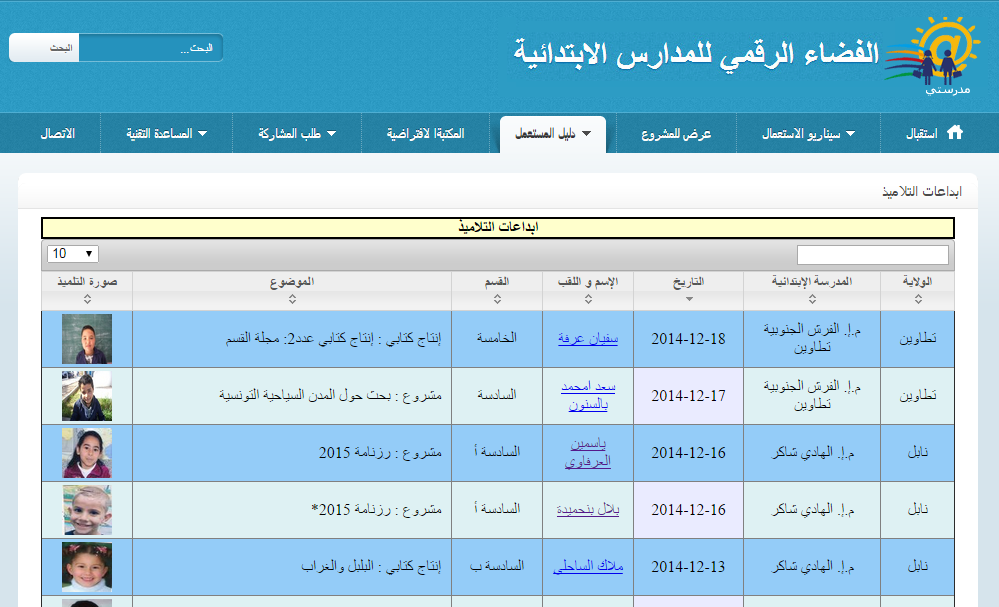 الفضاء الرقمي للمدارس الابتدائية
مدرستي
البحث...
البحث
استقبال
سيناريو الاستعمال
عرض للمشروع
دليل المستعمل
المكتبة الافتراضية
طلب المشاركة
المساعدة التقنية
الاتصال
ابداعات التلاميذ
ابداعات التلاميذ
10
الولاية
المدرسة الإبتدائية
التاريخ
الإسم و اللقب
القسم
الموضوع
صورة التلميذ
تطاوين
م.إ. الفرش الجنوبية
تطاوين
2014-12-18
سفيان عرفة
الخامسة
إنتاج كتابي : إنتاج كتابي عدد2: مجلة القسم
تطاوين
م.إ. الفرش الجنوبية
تطاوين
2014-12-17
سعد امحمد
بالسنون
السادسة
مشروع : بحث حول المدن السياحية التونسية
نابل
م.إ. الهادي شاكر
2014-12-16
ياسمين
العرفاوي
السادسة أ
مشروع : رزنامة 2015
نابل
م.إ. الهادي شاكر
2014-12-16
بلال بنحميدة
السادسة أ
مشروع : رزنامة 2015*
نابل
م.إ. الهادي شاكر
2014-12-13
ملاك الساحلي
السادسة ب
إنتاج كتابي : البلبل والغراب